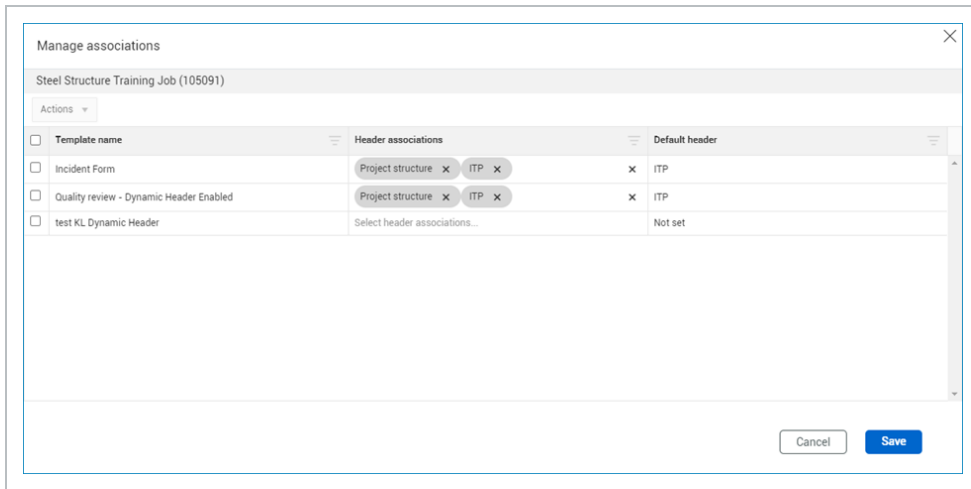 Manage associations
Steel Structure Training Job (105091)
Actions
Template name Header associations Default header
Incident Form Project structure ITP ITP
Quality review - Dynamic Header Enabled Project structure ITP ITP
test KL Dynamic Header Select header associations... Not set
Cancel Save